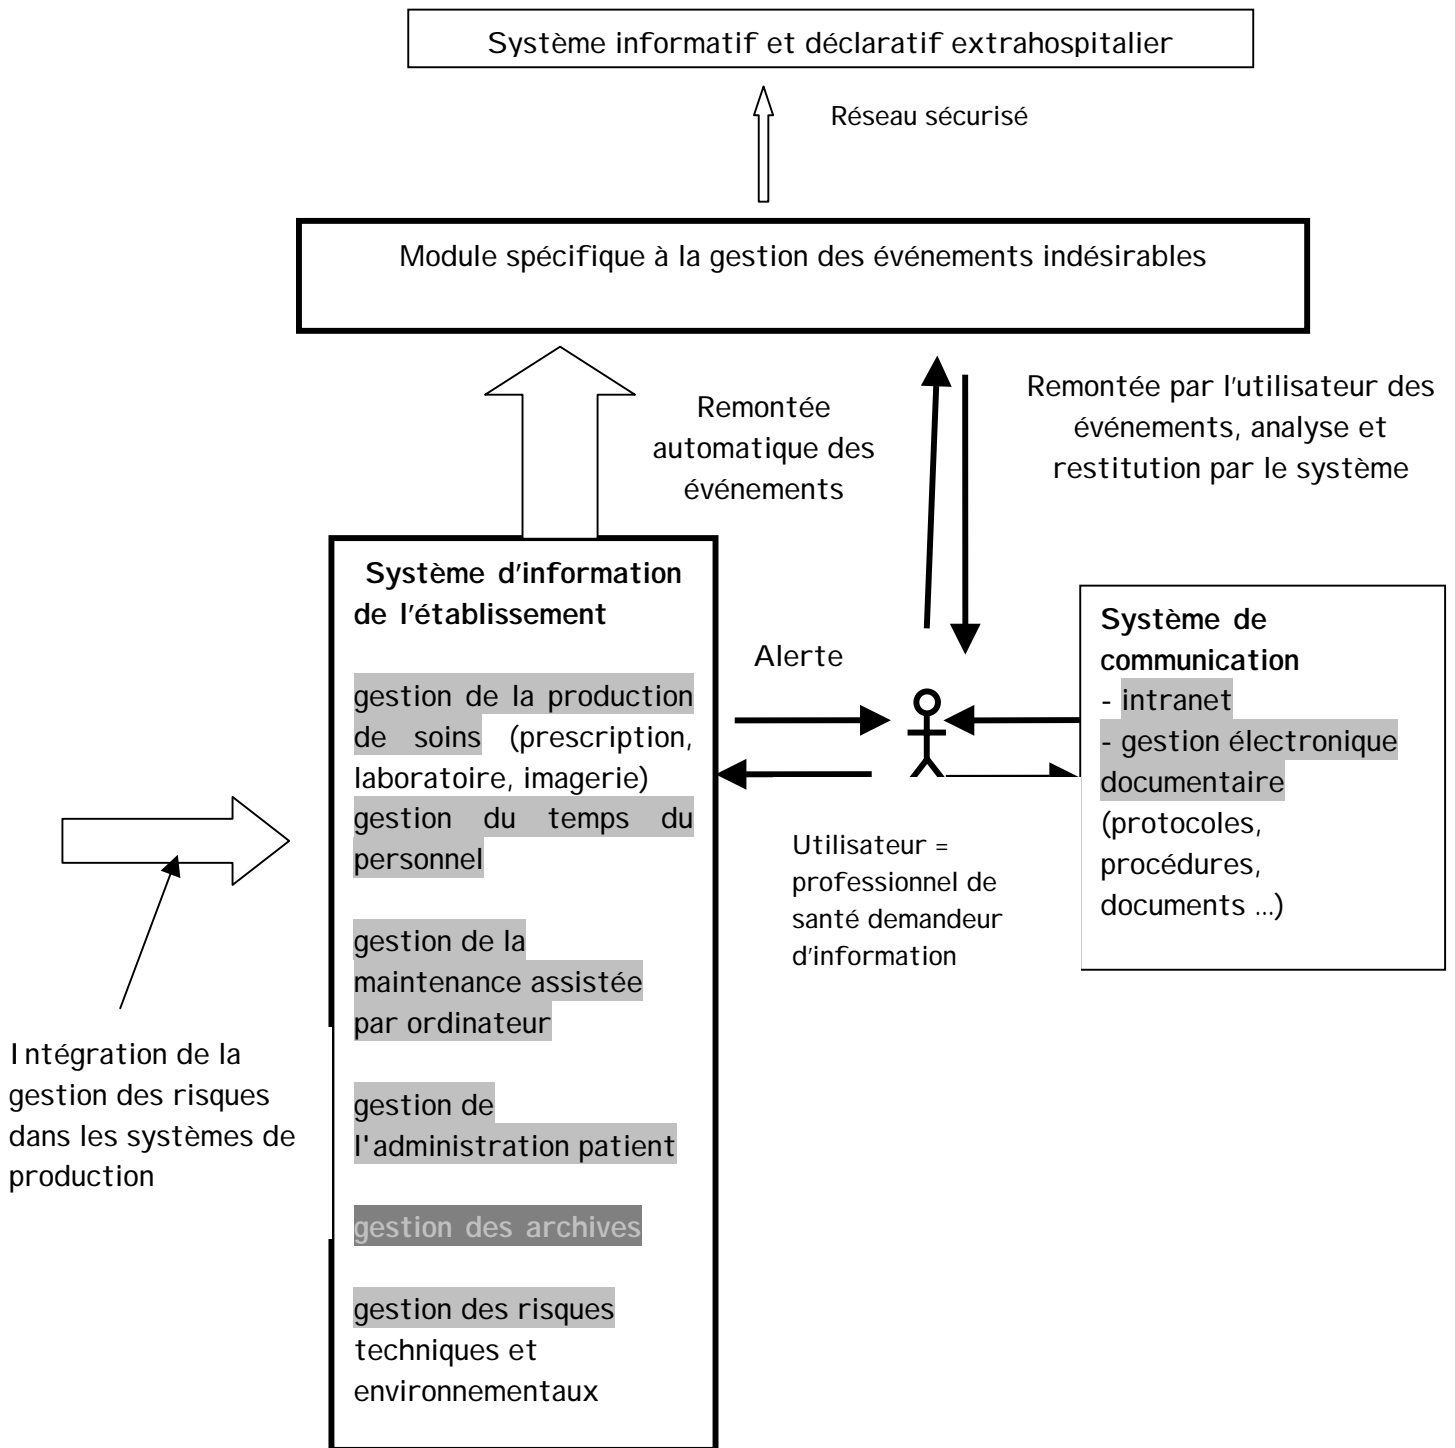 Système informatif et déclaratif extrahospitalier
Réseau sécurisé
Module spécifique à la gestion des événements indésirables
Remontée
automatique des
événements
Remontée par l'utilisateur des
événements, analyse et
restitution par le système
Système d'information
de l'établissement
gestion de la production
de soins (prescription,
laboratoire, imagerie)
gestion du temps du
personnel
gestion de la
maintenance assistée
par ordinateur
gestion de
l'administration patient
gestion des archives
gestion des risques
techniques et
environnementaux
Alerte
Utilisateur =
professionnel de
santé demandeur
d'information
Système de
communication
- intranet
- gestion électronique
documentaire
(protocoles,
procédures,
documents ...)
Intégration de la
gestion des risques
dans les systèmes de
production